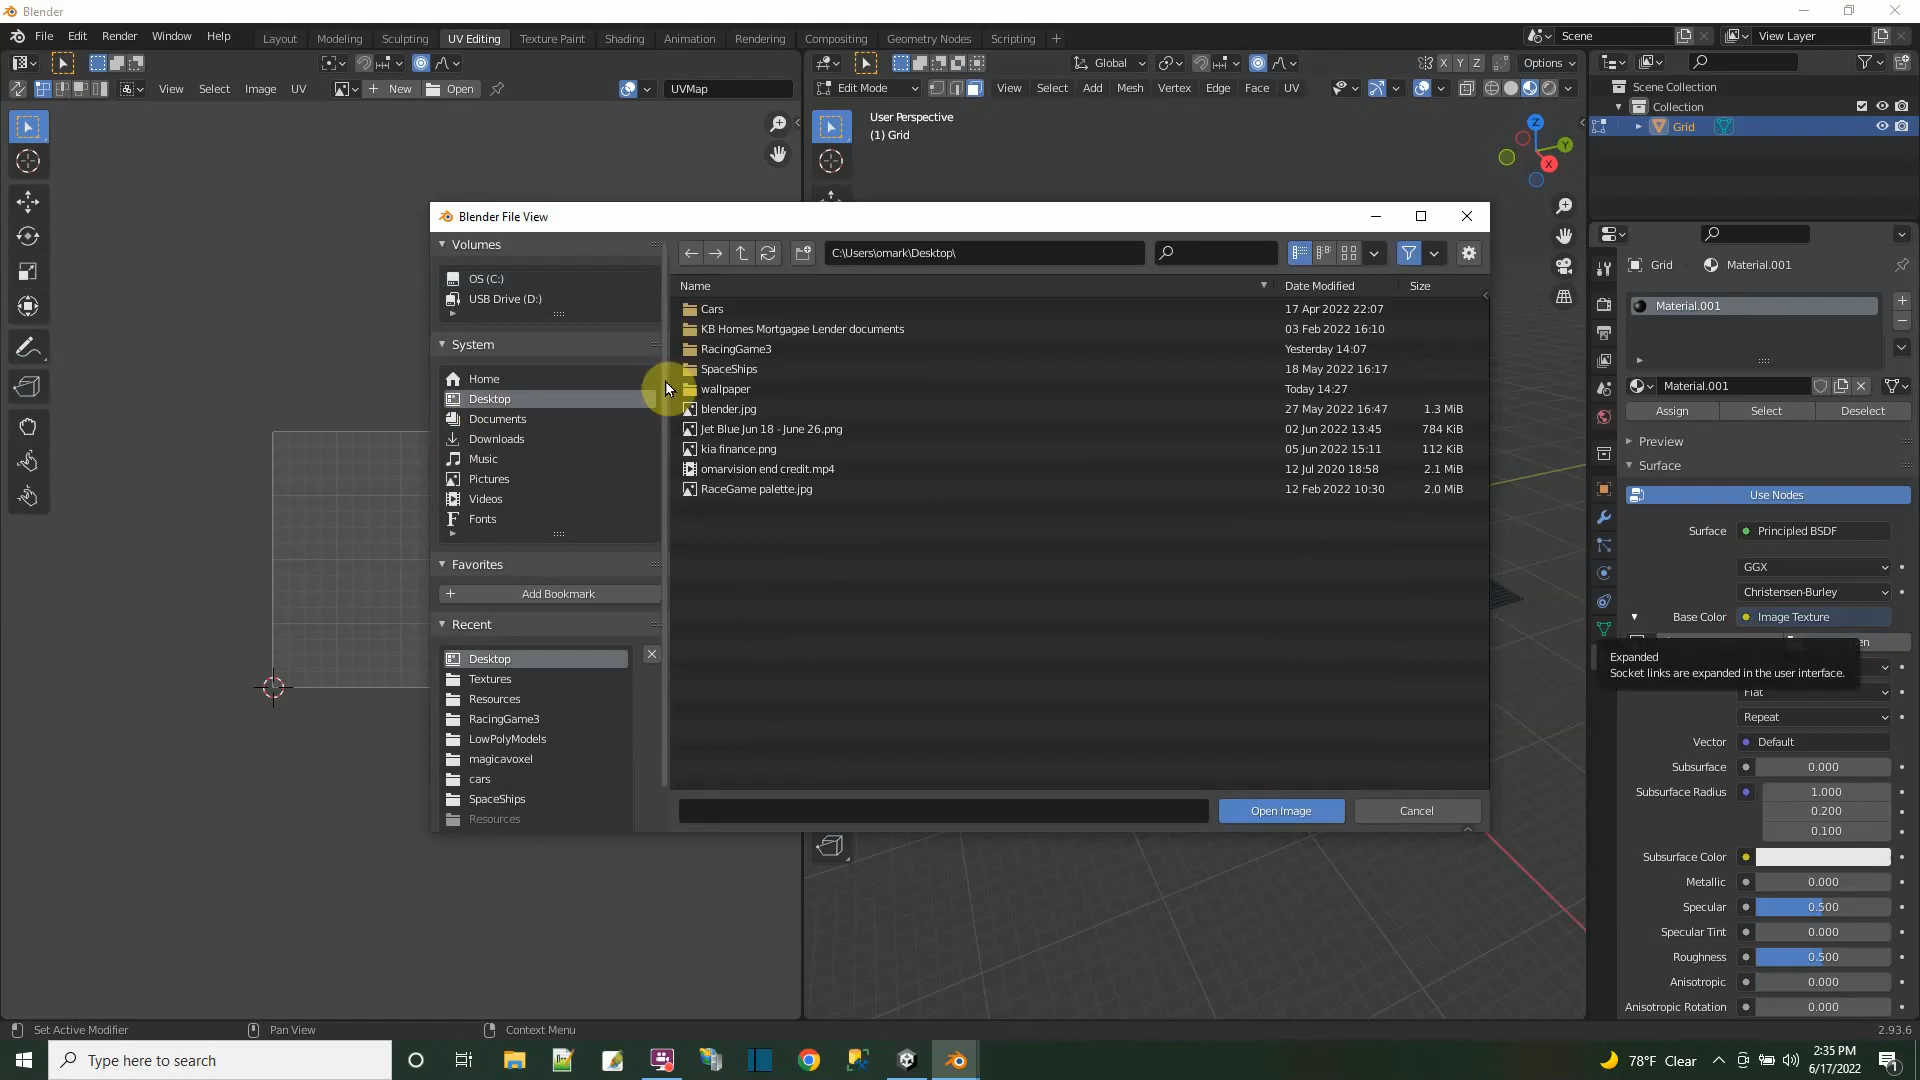 Blender
File Edit Render Window Help
Layout Modeling Sculpting UV Editing Texture Paint Shading Animation Rendering Compositing Geometry Nodes Scripting +
Scene
View Layer
Global
X Y Z
Options
View Select Image UV
+ New
Open
UVMap
Edit Mode
View Select Add Mesh Vertex Edge Face UV
User Perspective
(1) Grid
Z
Y
X
Scene Collection
Collection
Grid
Blender File View
Volumes
OS (C:)
USB Drive (D:)
System
Home
Desktop
Documents
Downloads
Music
Pictures
Videos
Fonts
Favorites
+ Add Bookmark
Recent
Desktop
Textures
Resources
RacingGame3
LowPolyModels
magicavoxel
cars
SpaceShips
Resources
C:\Users\omark\Desktop\
Name Date Modified Size
Cars 17 Apr 2022 22:07
KB Homes Mortgagae Lender documents 03 Feb 2022 16:10
RacingGame3 Yesterday 14:07
SpaceShips 18 May 2022 16:17
wallpaper Today 14:27
blender.jpg 27 May 2022 16:47 1.3 MiB
Jet Blue Jun 18 - June 26.png 02 Jun 2022 13:45 784 KiB
kia finance.png 05 Jun 2022 15:11 112 KiB
omarvision end credit.mp4 12 Jul 2020 18:58 2.1 MiB
RaceGame palette.jpg 12 Feb 2022 10:30 2.0 MiB
Open Image
Cancel
Grid Material.001
Material.001
Material.001
Assign Select Deselect
Preview
Surface
Use Nodes
Surface Principled BSDF
GGX
Christensen-Burley
Base Color Image Texture
Expanded
Socket links are expanded in the user interface.
Flat
Repeat
Vector Default
Subsurface 0.000
Subsurface Radius 1.000
0.200
0.100
Subsurface Color
Metallic 0.000
Specular 0.500
Specular Tint 0.000
Roughness 0.500
Anisotropic 0.000
Anisotropic Rotation 0.000
Set Active Modifier Pan View Context Menu 2.93.6
Type here to search
78°F Clear
2:35 PM
6/17/2022
1